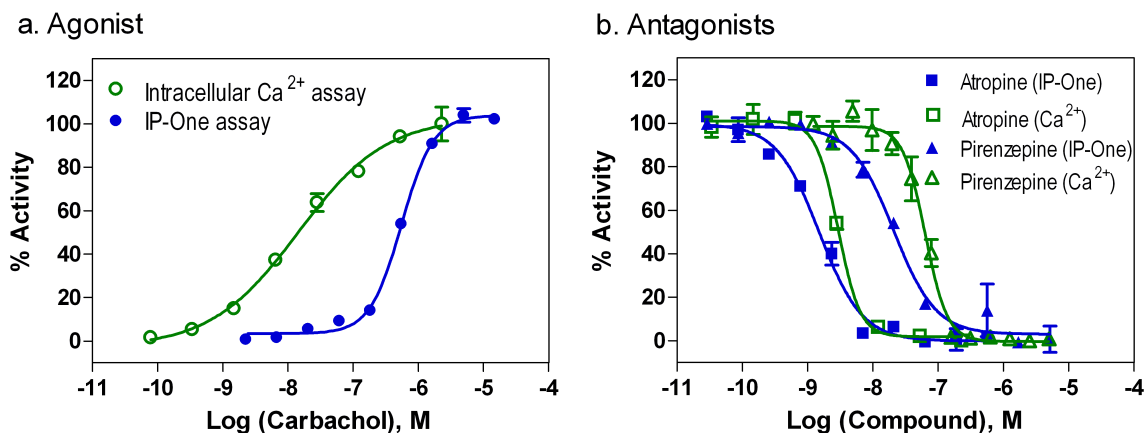 a. Agonist
120
100
80
60
40
20
0
% Activity
Intracellular Ca2+ assay
IP-One assay
-11 -10 -9 -8 -7 -6 -5 -4
Log (Carbachol), M
b. Antagonists
120
100
80
60
40
20
0
% Activity
Atropine (IP-One)
Atropine (Ca2+)
Pirenzepine (IP-One)
Pirenzepine (Ca2+)
-11 -10 -9 -8 -7 -6 -5 -4
Log (Compound), M